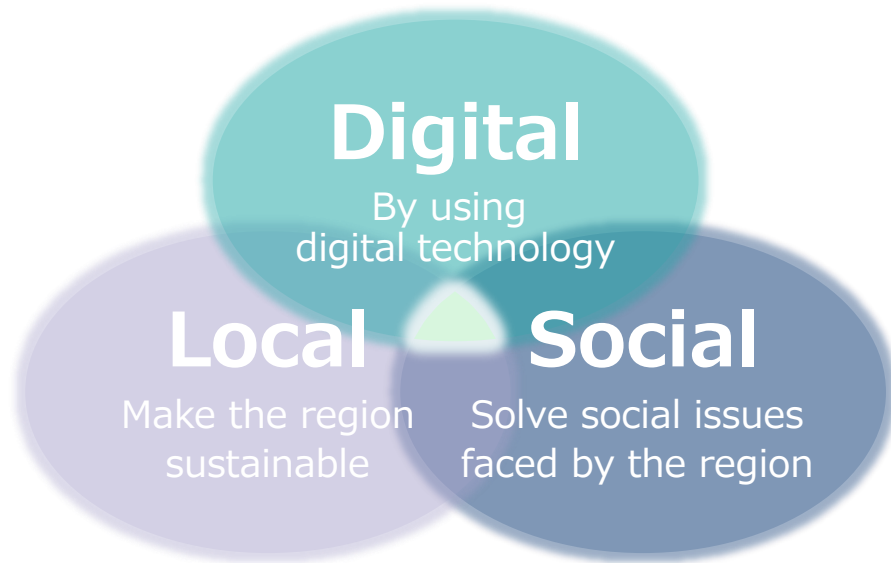 Digital
By using
digital technology
Local
Make the region
sustainable
Social
Solve social issues
faced by the region